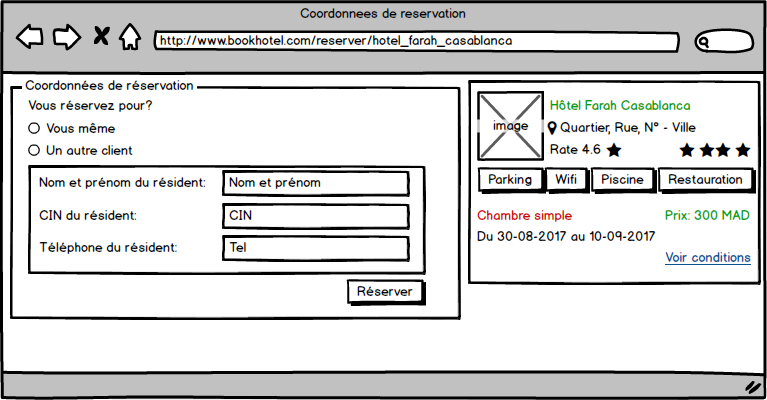 Coordonnees de reservation
http://www.bookhotel.com/reserver/hotel_farah_casablanca
Coordonnées de réservation
Vous réservez pour?
Vous même
Un autre client
Nom et prénom du résident: Nom et prénom
CIN du résident: CIN
Téléphone du résident: Tel
Réserver
image
Hôtel Farah Casablanca
Quartier, Rue, N° - Ville
Rate 4.6
Parking Wifi Piscine Restauration
Chambre simple Prix: 300 MAD
Du 30-08-2017 au 10-09-2017
Voir conditions